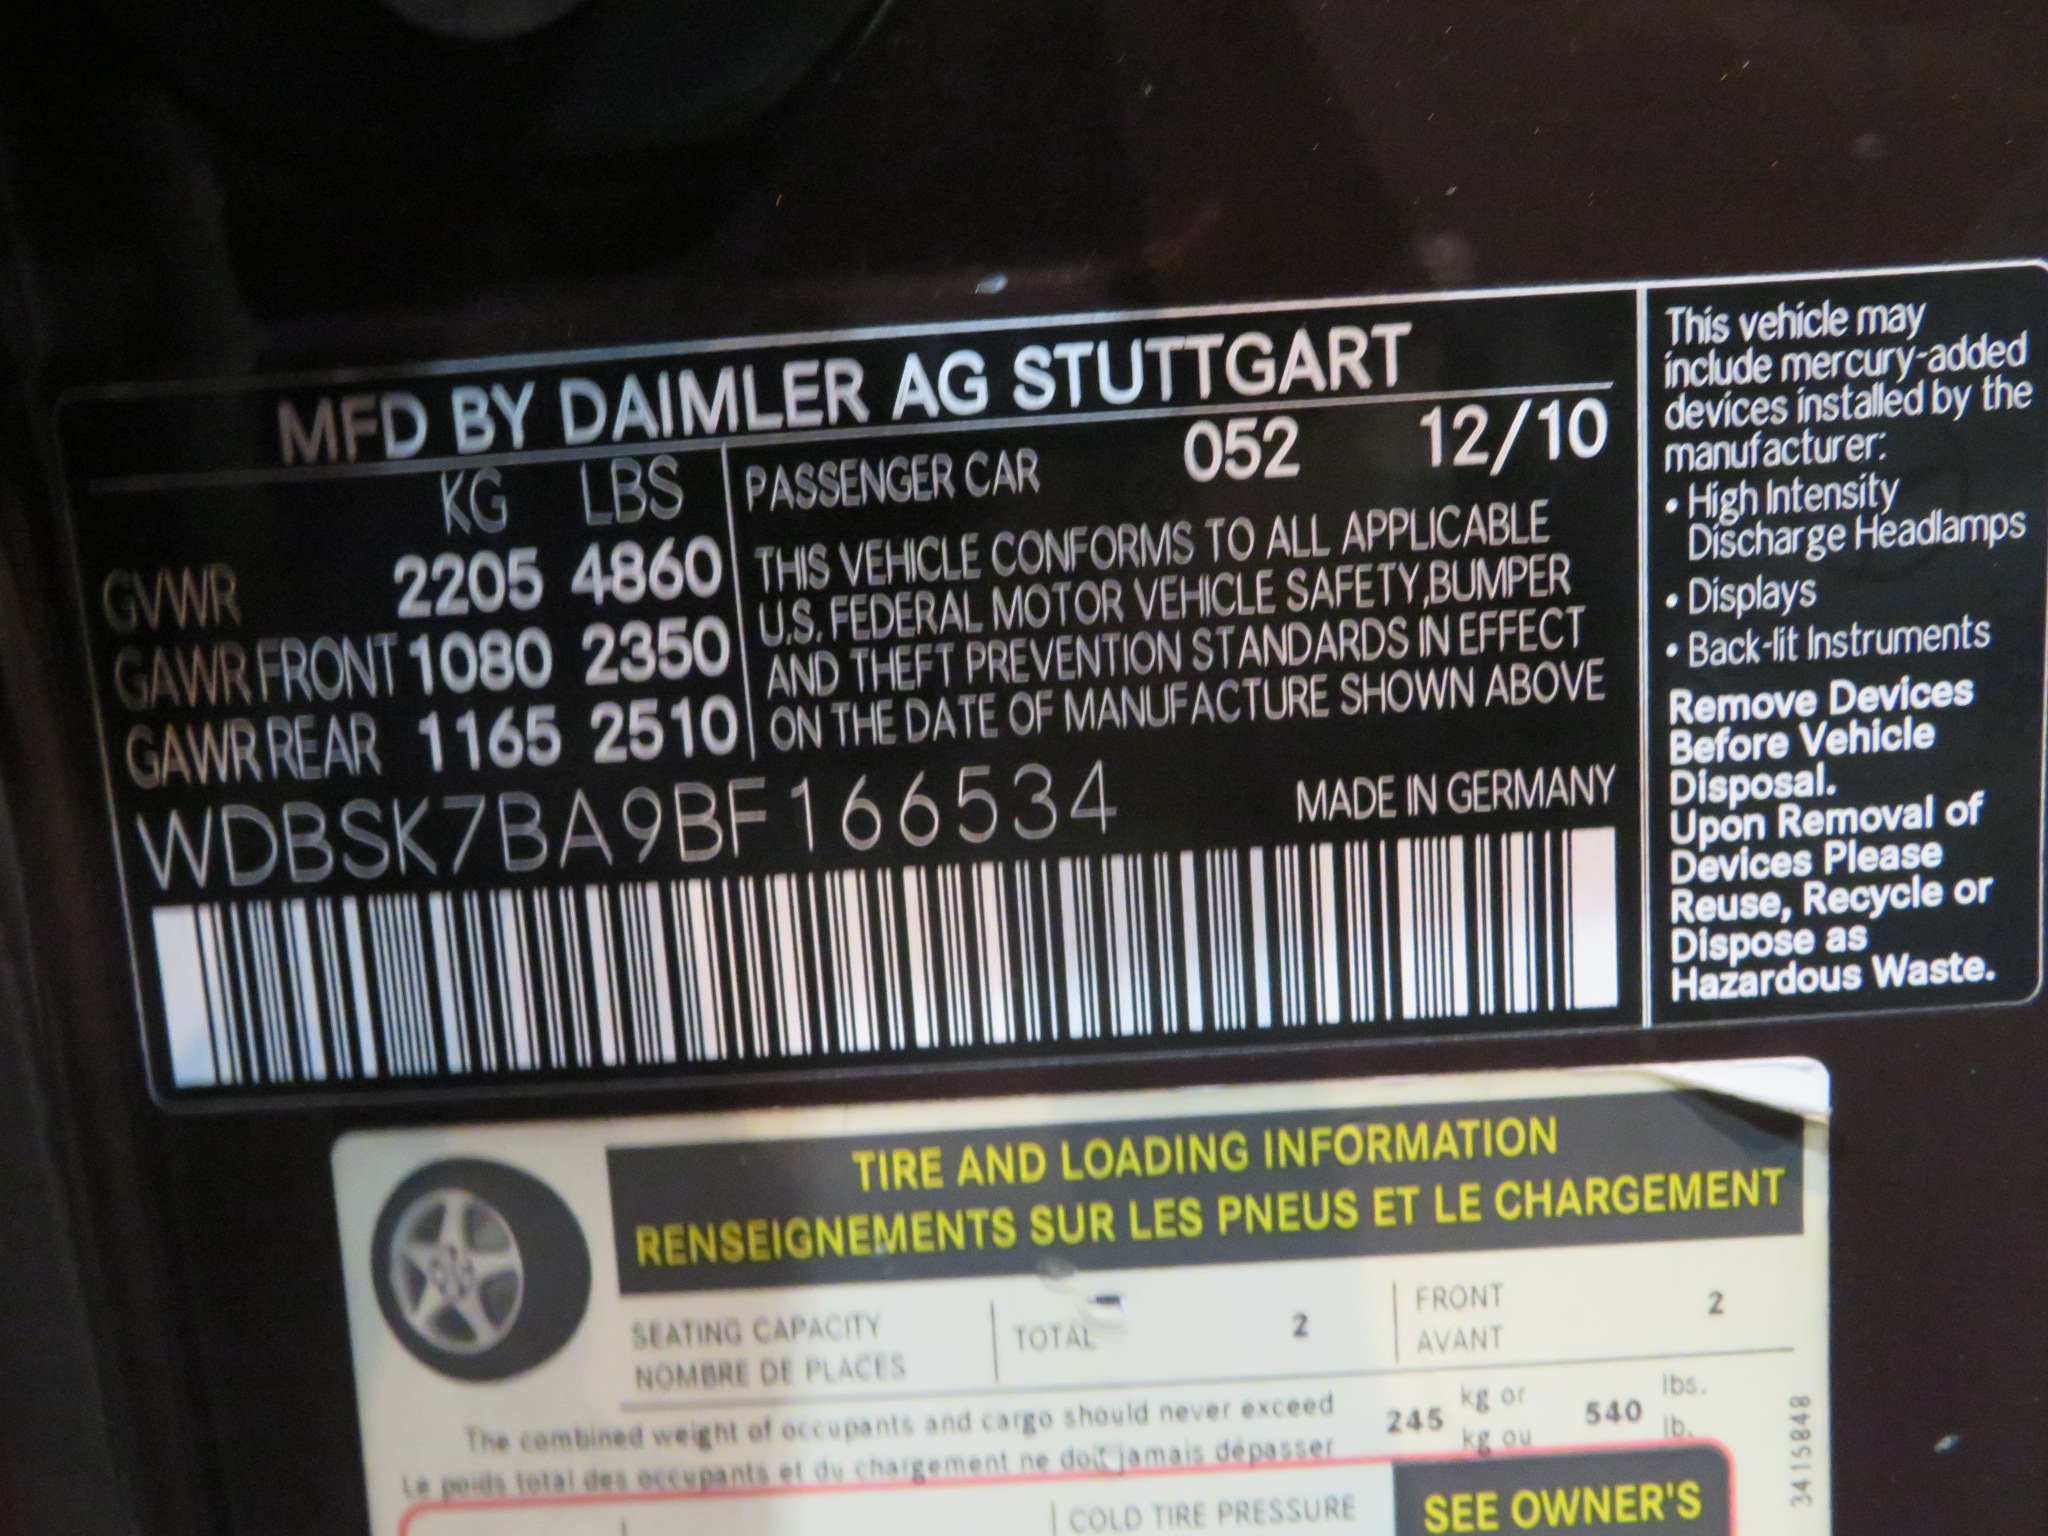 MFD BY DAIMLER AG STUTTGART
KG LBS
GVWR 2205 4860
GAWR FRONT 1080 2350
GAWR REAR 1165 2510
PASSENGER CAR 052 12/10
THIS VEHICLE CONFORMS TO ALL APPLICABLE
U.S. FEDERAL MOTOR VEHICLE SAFETY,BUMPER
AND THEFT PREVENTION STANDARDS IN EFFECT
ON THE DATE OF MANUFACTURE SHOWN ABOVE
WDBSK7BA9BF166534
MADE IN GERMANY
This vehicle may
include mercury-added
devices installed by the
manufacturer:
• High Intensity
Discharge Headlamps
• Displays
• Back-lit Instruments
Remove Devices
Before Vehicle
Disposal.
Upon Removal of
Devices Please
Reuse, Recycle or
Dispose as
Hazardous Waste.
TIRE AND LOADING INFORMATION
RENSEIGNEMENTS SUR LES PNEUS ET LE CHARGEMENT
SEATING CAPACITY
NOMBRE DE PLACES
TOTAL 2
FRONT
AVANT
2
The combined weight of occupants and cargo should never exceed
Le poids total des occupants et du chargement ne doit jamais dépasser
245 kg or
kg ou
540 lbs.
lb.
3415848
COLD TIRE PRESSURE
SEE OWNER'S